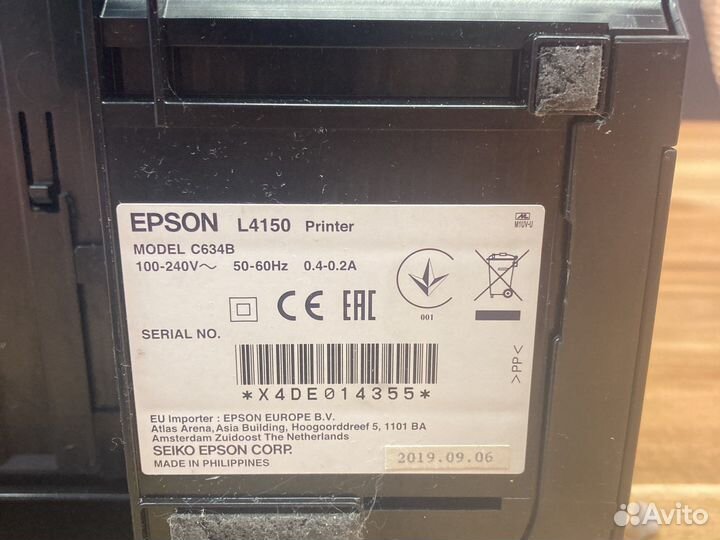 EPSON L4150 Printer
MODEL C634B
100-240V~ 50-60Hz 0.4-0.2A
M1UV-U
CE EAC
001
SERIAL NO.
*X4DE014355*
>PP<
EU Importer : EPSON EUROPE B.V.
Atlas Arena, Asia Building, Hoogoorddreef 5, 1101 BA
Amsterdam Zuidoost The Netherlands
SEIKO EPSON CORP.
MADE IN PHILIPPINES
2019.09.06
Avito